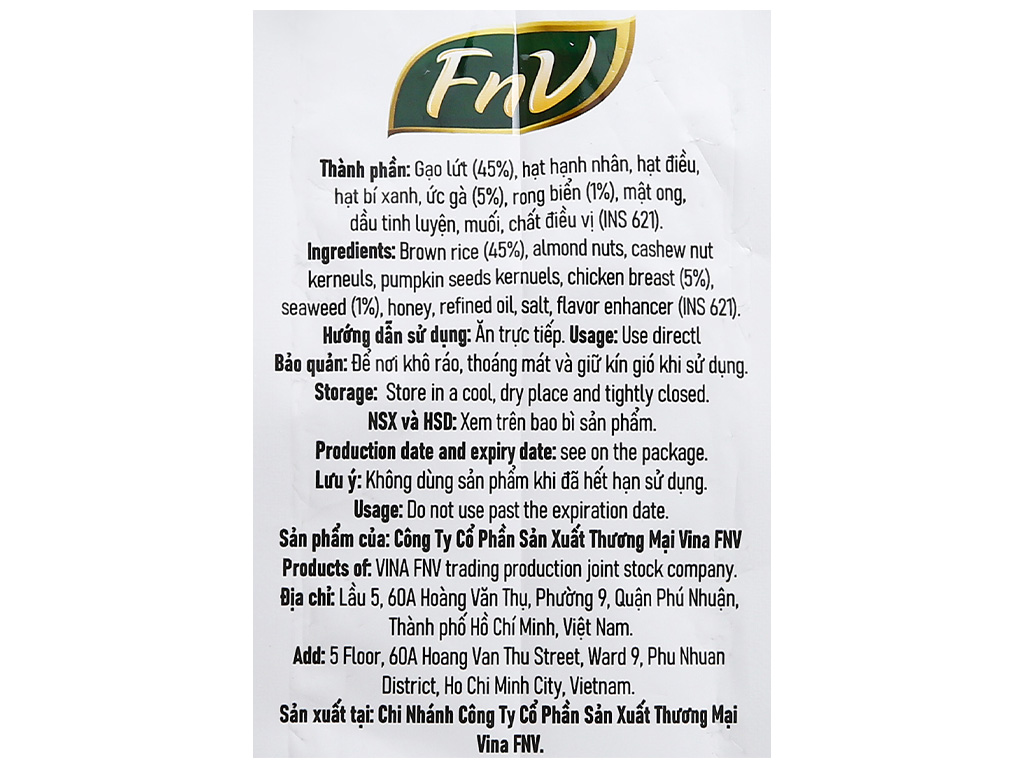 FnV
Thành phần: Gạo lứt (45%), hạt hạnh nhân, hạt điều,
hạt bí xanh, ức gà (5%), rong biển (1%), mật ong,
dầu tinh luyện, muối, chất điều vị (INS 621).
Ingredients: Brown rice (45%), almond nuts, cashew nut
kerneuls, pumpkin seeds kernuels, chicken breast (5%),
seaweed (1%), honey, refined oil, salt, flavor enhancer (INS 621).
Hướng dẫn sử dụng: Ăn trực tiếp. Usage: Use directl
Bảo quản: Để nơi khô ráo, thoáng mát và giữ kín gió khi sử dụng.
Storage: Store in a cool, dry place and tightly closed.
NSX và HSD: Xem trên bao bì sản phẩm.
Production date and expiry date: see on the package.
Lưu ý: Không dùng sản phẩm khi đã hết hạn sử dụng.
Usage: Do not use past the expiration date.
Sản phẩm của: Công Ty Cổ Phần Sản Xuất Thương Mại Vina FNV
Products of: VINA FNV trading production joint stock company.
Địa chỉ: Lầu 5, 60A Hoàng Văn Thụ, Phường 9, Quận Phú Nhuận,
Thành phố Hồ Chí Minh, Việt Nam.
Add: 5 Floor, 60A Hoang Van Thu Street, Ward 9, Phu Nhuan
District, Ho Chi Minh City, Vietnam.
Sản xuất tại: Chi Nhánh Công Ty Cổ Phần Sản Xuất Thương Mại
Vina FNV.